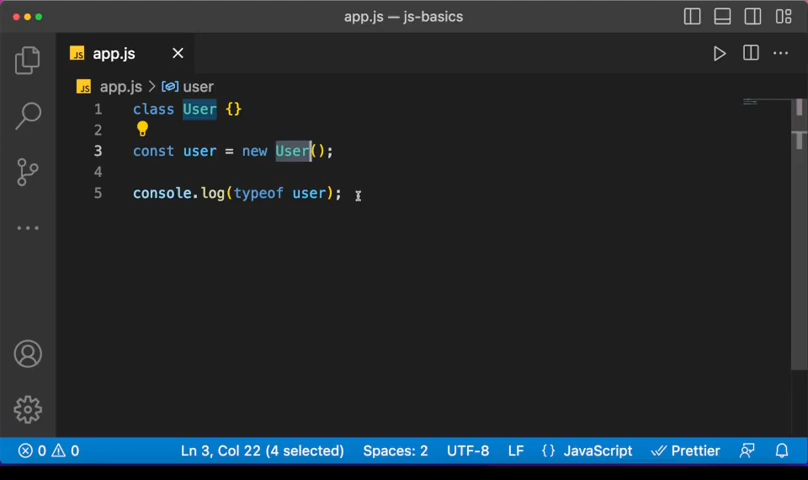 app.js — js-basics
JS app.js
JS app.js > user
1 class User {}
2
3 const user = new User();
4
5 console.log(typeof user);
0 0 Ln 3, Col 22 (4 selected) Spaces: 2 UTF-8 LF {} JavaScript Prettier